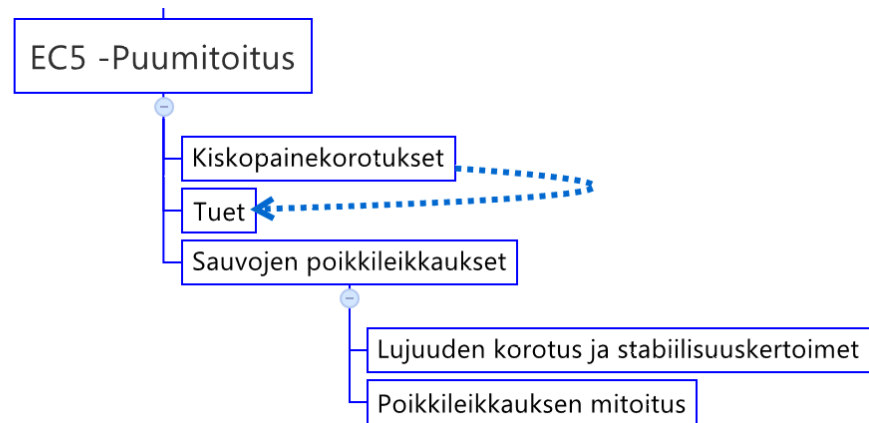 EC5 -Puumitoitus
Kiskopainekorotukset
Tuet
Sauvojen poikkileikkaukset
Lujuuden korotus ja stabiilisuuskertoimet
Poikkileikkauksen mitoitus